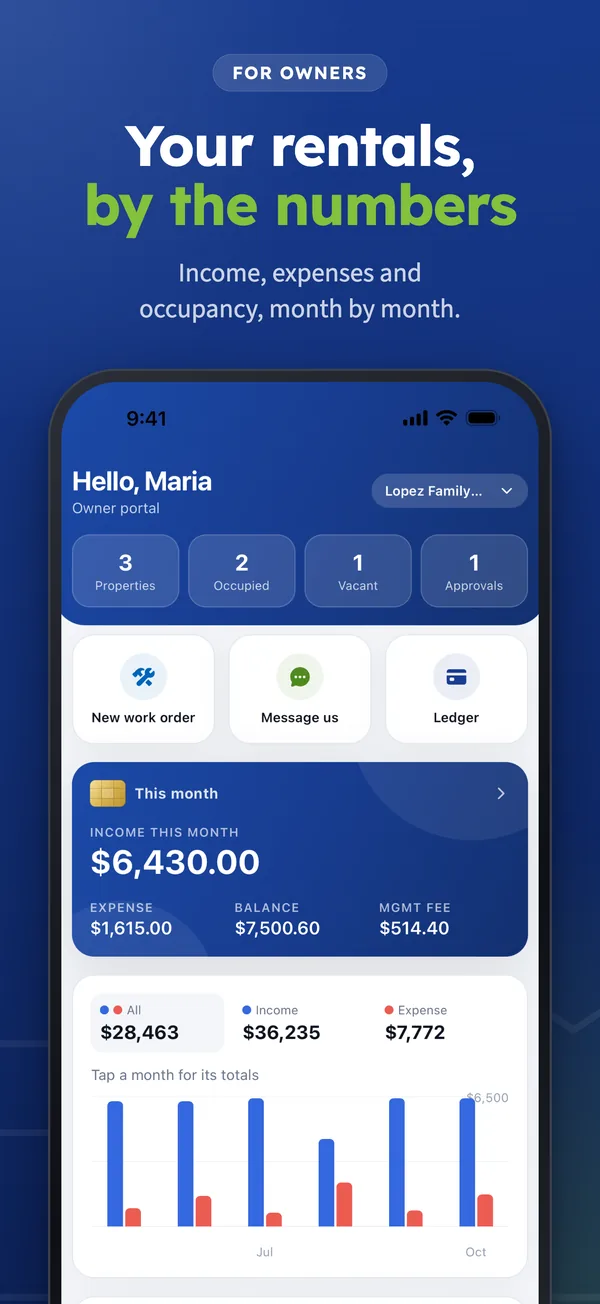 FOR OWNERS
Your rentals,
by the numbers
Income, expenses and
occupancy, month by month.
9:41
Hello, Maria
Owner portal
Lopez Family...
3
Properties
2
Occupied
1
Vacant
1
Approvals
New work order
Message us
Ledger
This month
INCOME THIS MONTH
$6,430.00
EXPENSE
$1,615.00
BALANCE
$7,500.60
MGMT FEE
$514.40
All
$28,463
Income
$36,235
Expense
$7,772
Tap a month for its totals
$6,500
Jul
Oct